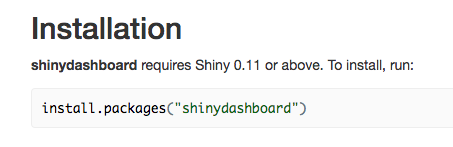 Installation
shinydashboard requires Shiny 0.11 or above. To install, run:
install.packages("shinydashboard")